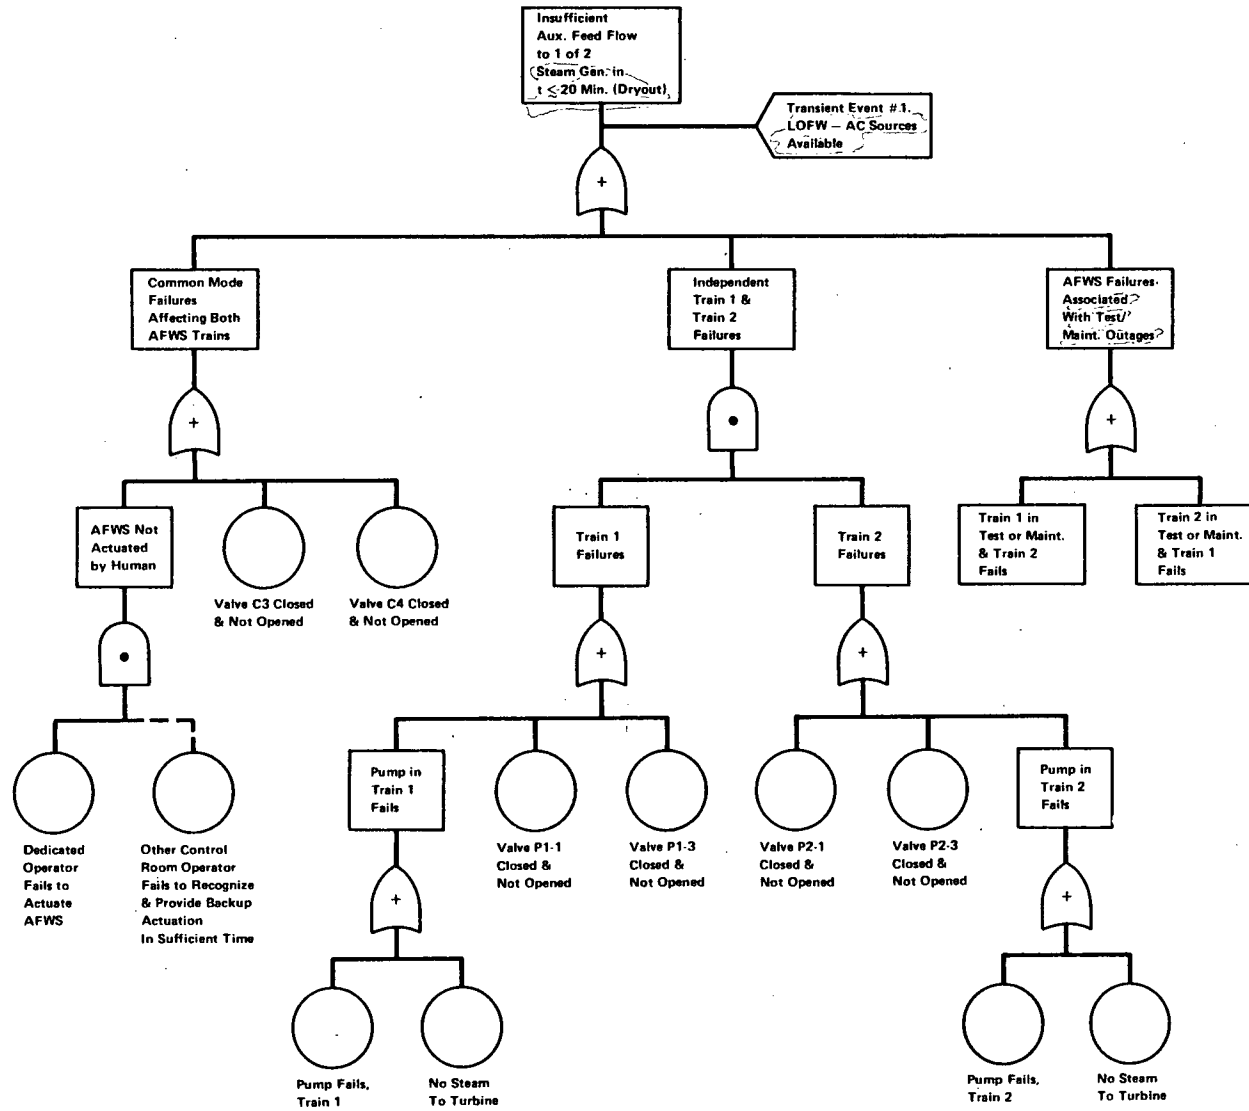 Insufficient
Aux. Feed Flow
to 1 of 2
Steam Gen. in
t ≤ 20 Min. (Dryout)
Transient Event #1.
LOFW – AC Sources
Available
+
Common Mode
Failures
Affecting Both
AFWS Trains
Independent
Train 1 &
Train 2
Failures
AFWS Failures
Associated
With Test/
Maint. Outages
+
+
AFWS Not
Actuated
by Human
Valve C3 Closed
& Not Opened
Valve C4 Closed
& Not Opened
Train 1
Failures
Train 2
Failures
Train 1 in
Test or Maint.
& Train 2
Fails
Train 2 in
Test or Maint.
& Train 1
Fails
+
+
Dedicated
Operator
Fails to
Actuate
AFWS
Other Control
Room Operator
Fails to Recognize
& Provide Backup
Actuation
In Sufficient Time
Pump in
Train 1
Fails
Valve P1-1
Closed &
Not Opened
Valve P1-3
Closed &
Not Opened
Valve P2-1
Closed &
Not Opened
Valve P2-3
Closed &
Not Opened
Pump in
Train 2
Fails
+
+
Pump Fails,
Train 1
No Steam
To Turbine
Pump Fails,
Train 2
No Steam
To Turbine